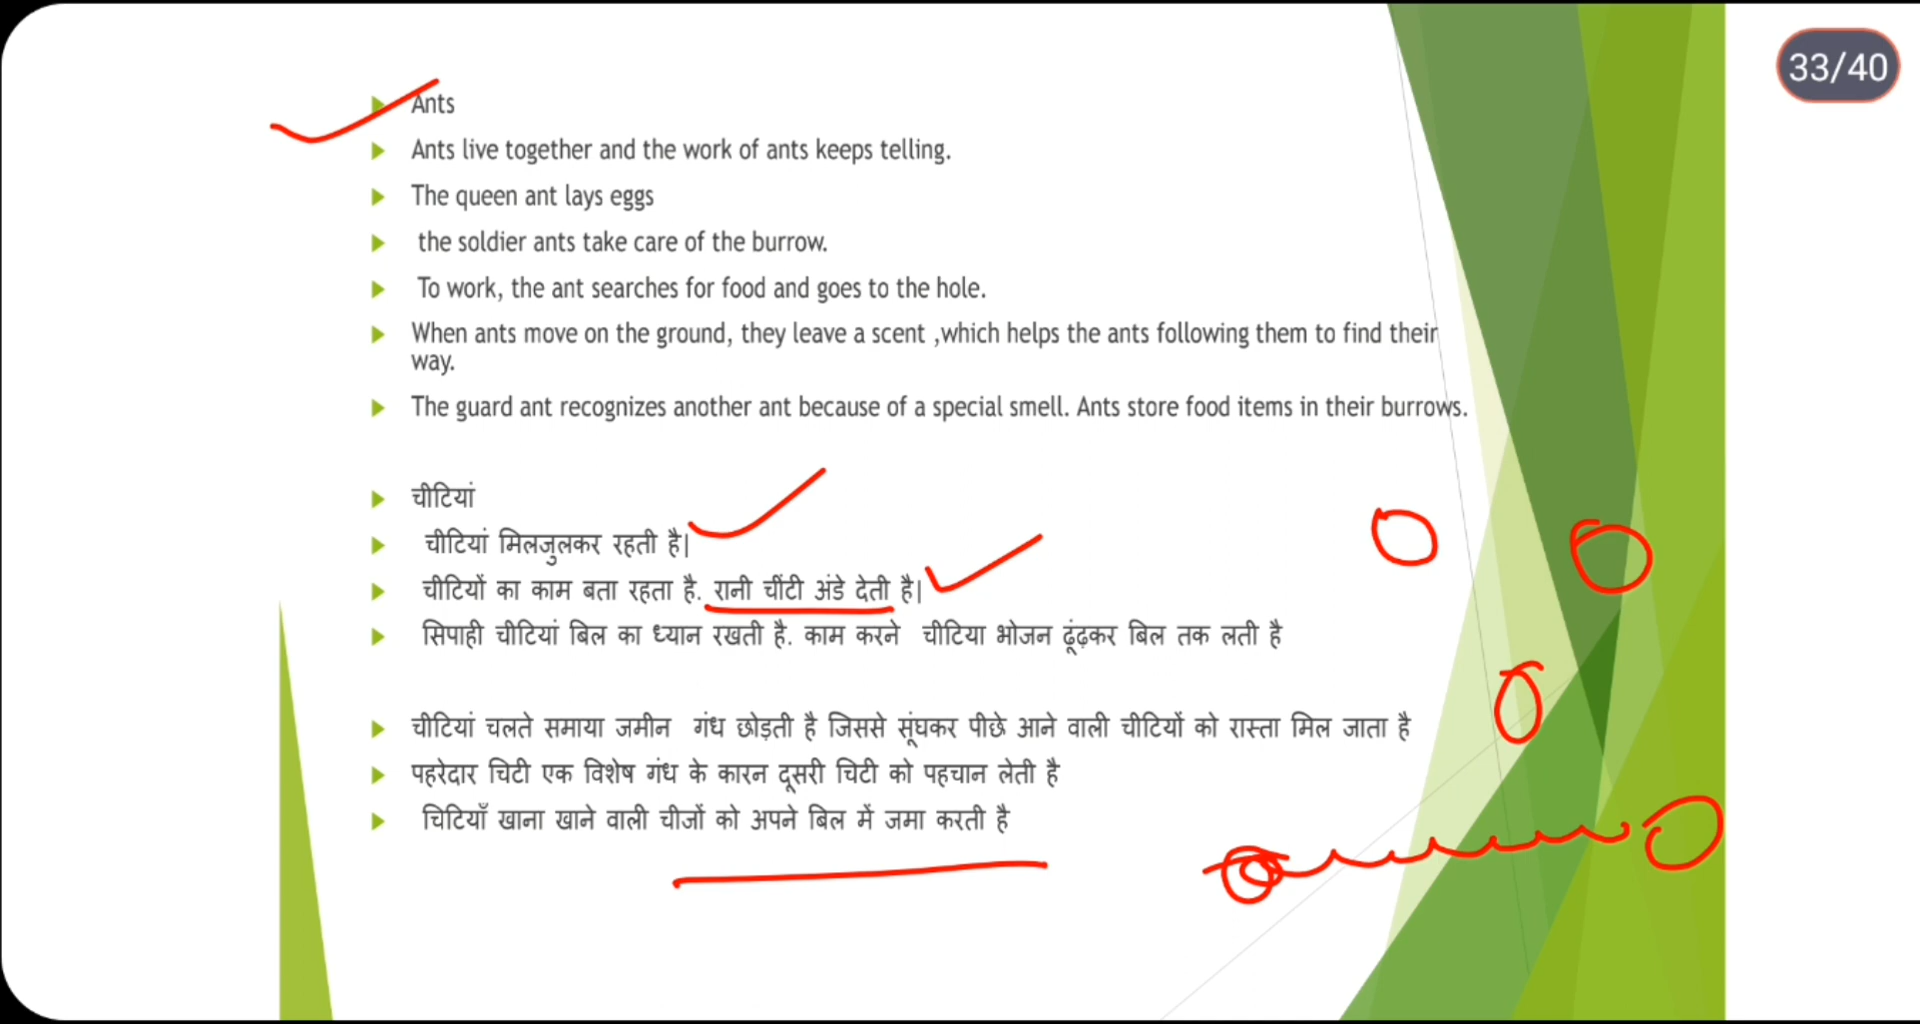 33/40
Ants
Ants live together and the work of ants keeps telling.
The queen ant lays eggs
the soldier ants take care of the burrow.
To work, the ant searches for food and goes to the hole.
When ants move on the ground, they leave a scent ,which helps the ants following them to find their
way.
The guard ant recognizes another ant because of a special smell. Ants store food items in their burrows.
चीटियां
चीटियां मिलजुलकर रहती है|
चीटियों का काम बता रहता है. रानी चींटी अंडे देती है|
सिपाही चीटियां बिल का ध्यान रखती है. काम करने चीटिया भोजन ढूंढ़कर बिल तक लती है
चीटियां चलते समाया जमीन गंध छोड़ती है जिससे सूंघकर पीछे आने वाली चीटियों को रास्ता मिल जाता है
पहरेदार चिटी एक विशेष गंध के कारन दूसरी चिटी को पहचान लेती है
चिटियाँ खाना खाने वाली चीजों को अपने बिल में जमा करती है